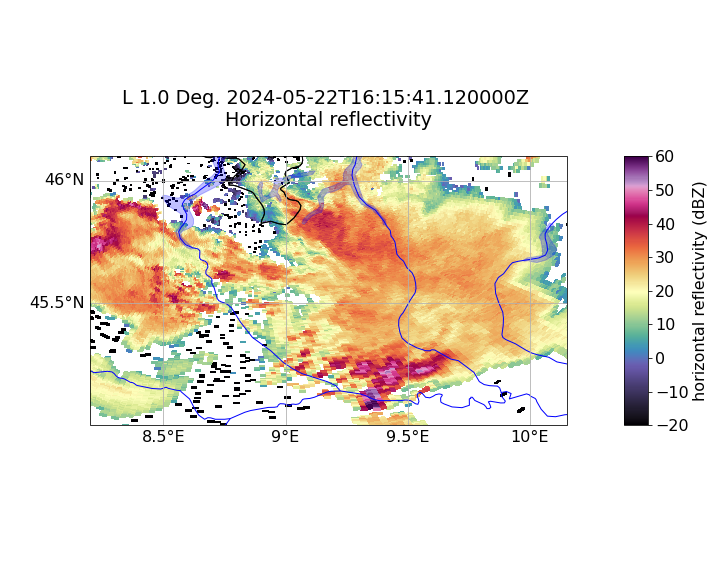 L 1.0 Deg. 2024-05-22T16:15:41.120000Z
Horizontal reflectivity
46°N
45.5°N
8.5°E
9°E
9.5°E
10°E
60
50
40
30
20
10
0
−10
−20
horizontal reflectivity (dBZ)